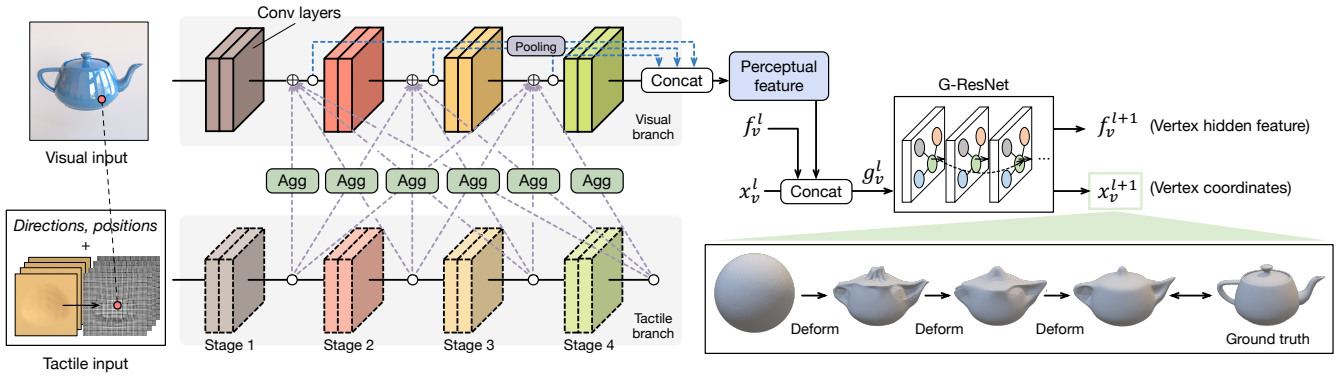 Conv layers
Pooling
Concat
Perceptual
feature
Visual
branch
Visual input
Agg
Agg
Agg
Agg
Agg
Agg
Directions, positions
+
Tactile input
Stage 1
Stage 2
Stage 3
Stage 4
Tactile
branch
f_v^l
x_v^l
Concat
g_v^l
G-ResNet
...
f_v^{l+1} (Vertex hidden feature)
x_v^{l+1} (Vertex coordinates)
Deform
Deform
Deform
Ground truth